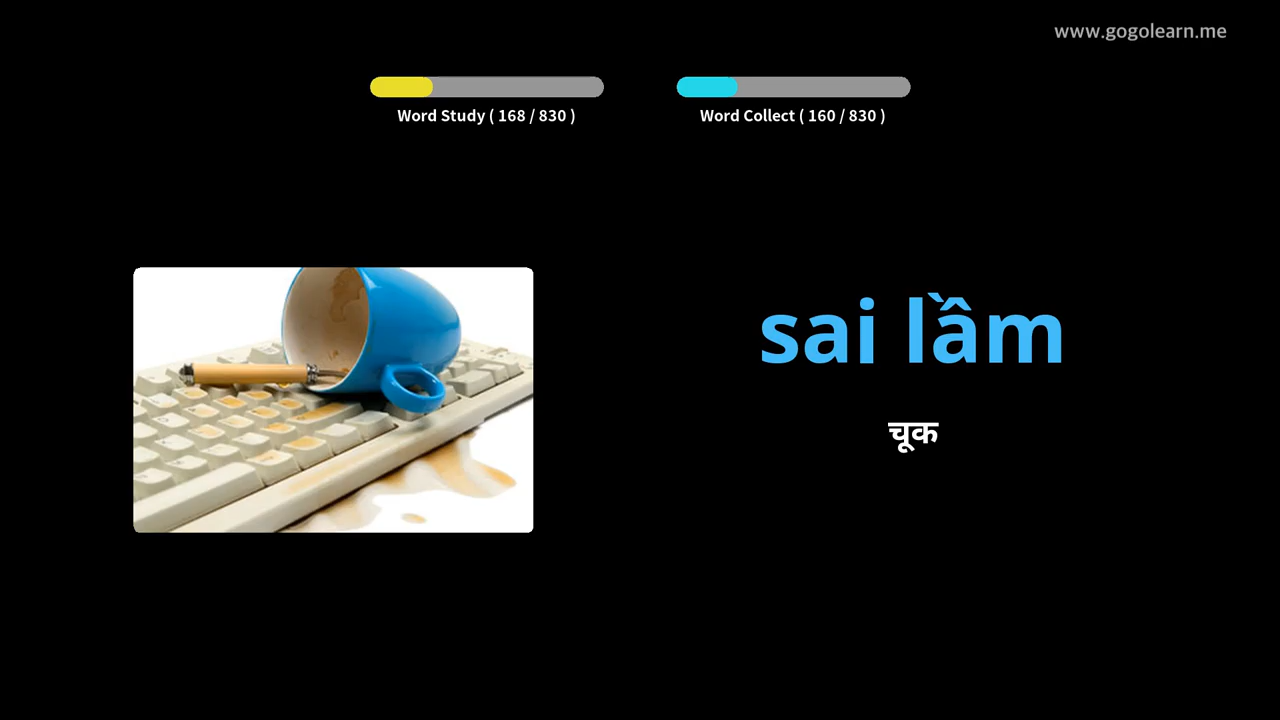 www.gogolearn.me
Word Study ( 168 / 830 )
Word Collect ( 160 / 830 )
sai lầm
चूक